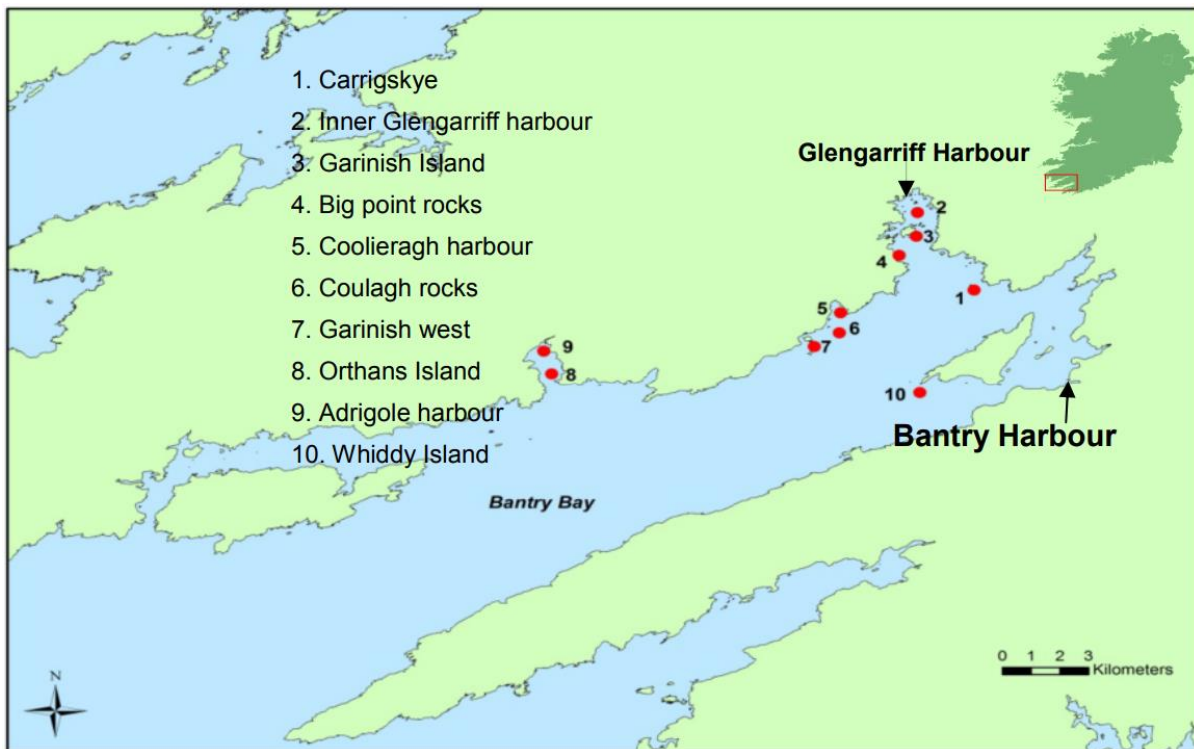 1. Carrigskye
2. Inner Glengarriff harbour
3. Garinish Island
4. Big point rocks
5. Coolieragh harbour
6. Coulagh rocks
7. Garinish west
8. Orthans Island
9. Adrigole harbour
10. Whiddy Island
Glengarriff Harbour
2
3
4
1
5
6
7
9
8
10
Bantry Harbour
Bantry Bay
N
0 1 2 3
Kilometers